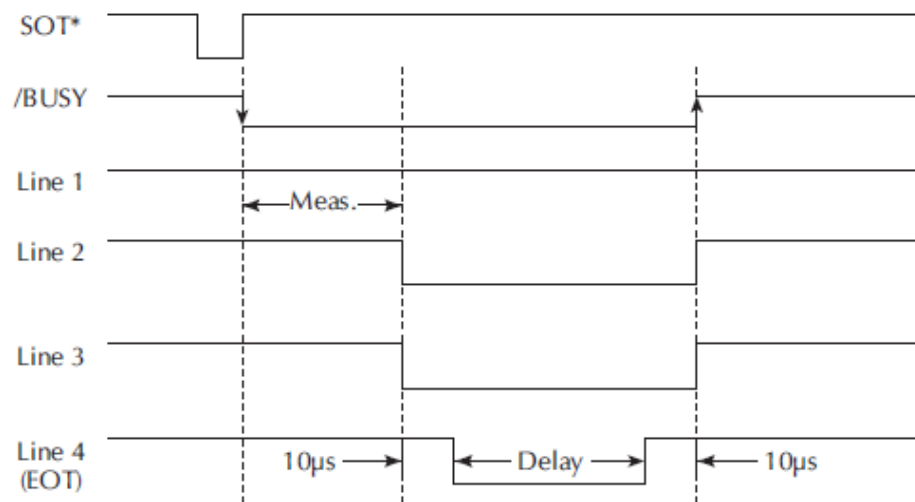 SOT*
/BUSY
Line 1
Meas.
Line 2
Line 3
Line 4
(EOT)
10µs
Delay
10µs